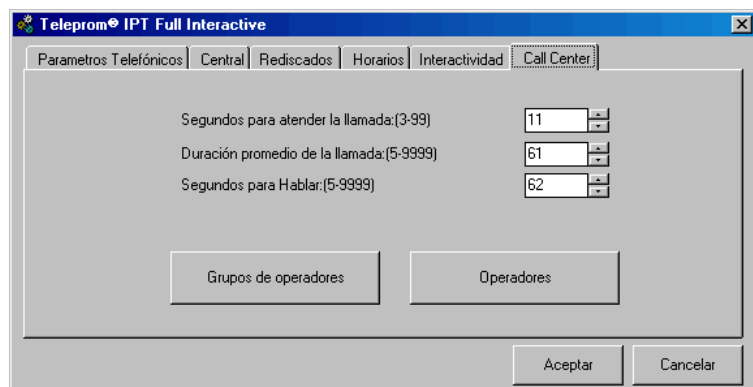 Teleprom® IPT Full Interactive
Parametros Telefónicos Central Rediscados Horarios Interactividad Call Center
Segundos para atender la llamada:(3-99) 11
Duración promedio de la llamada:(5-9999) 61
Segundos para Hablar:(5-9999) 62
Grupos de operadores Operadores
Aceptar Cancelar